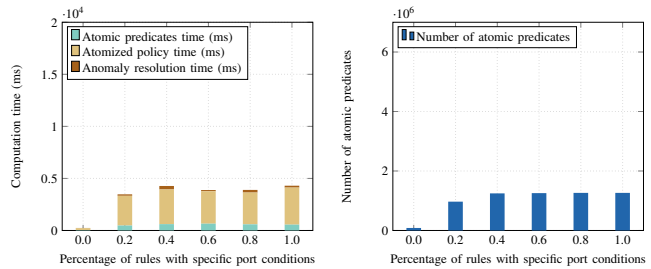 ·10⁴
2
1.5
1
0.5
0
Computation time (ms)
Atomic predicates time (ms)
Atomized policy time (ms)
Anomaly resolution time (ms)
0.0 0.2 0.4 0.6 0.8 1.0
Percentage of rules with specific port conditions
·10⁶
6
4
2
0
Number of atomic predicates
Number of atomic predicates
0.0 0.2 0.4 0.6 0.8 1.0
Percentage of rules with specific port conditions